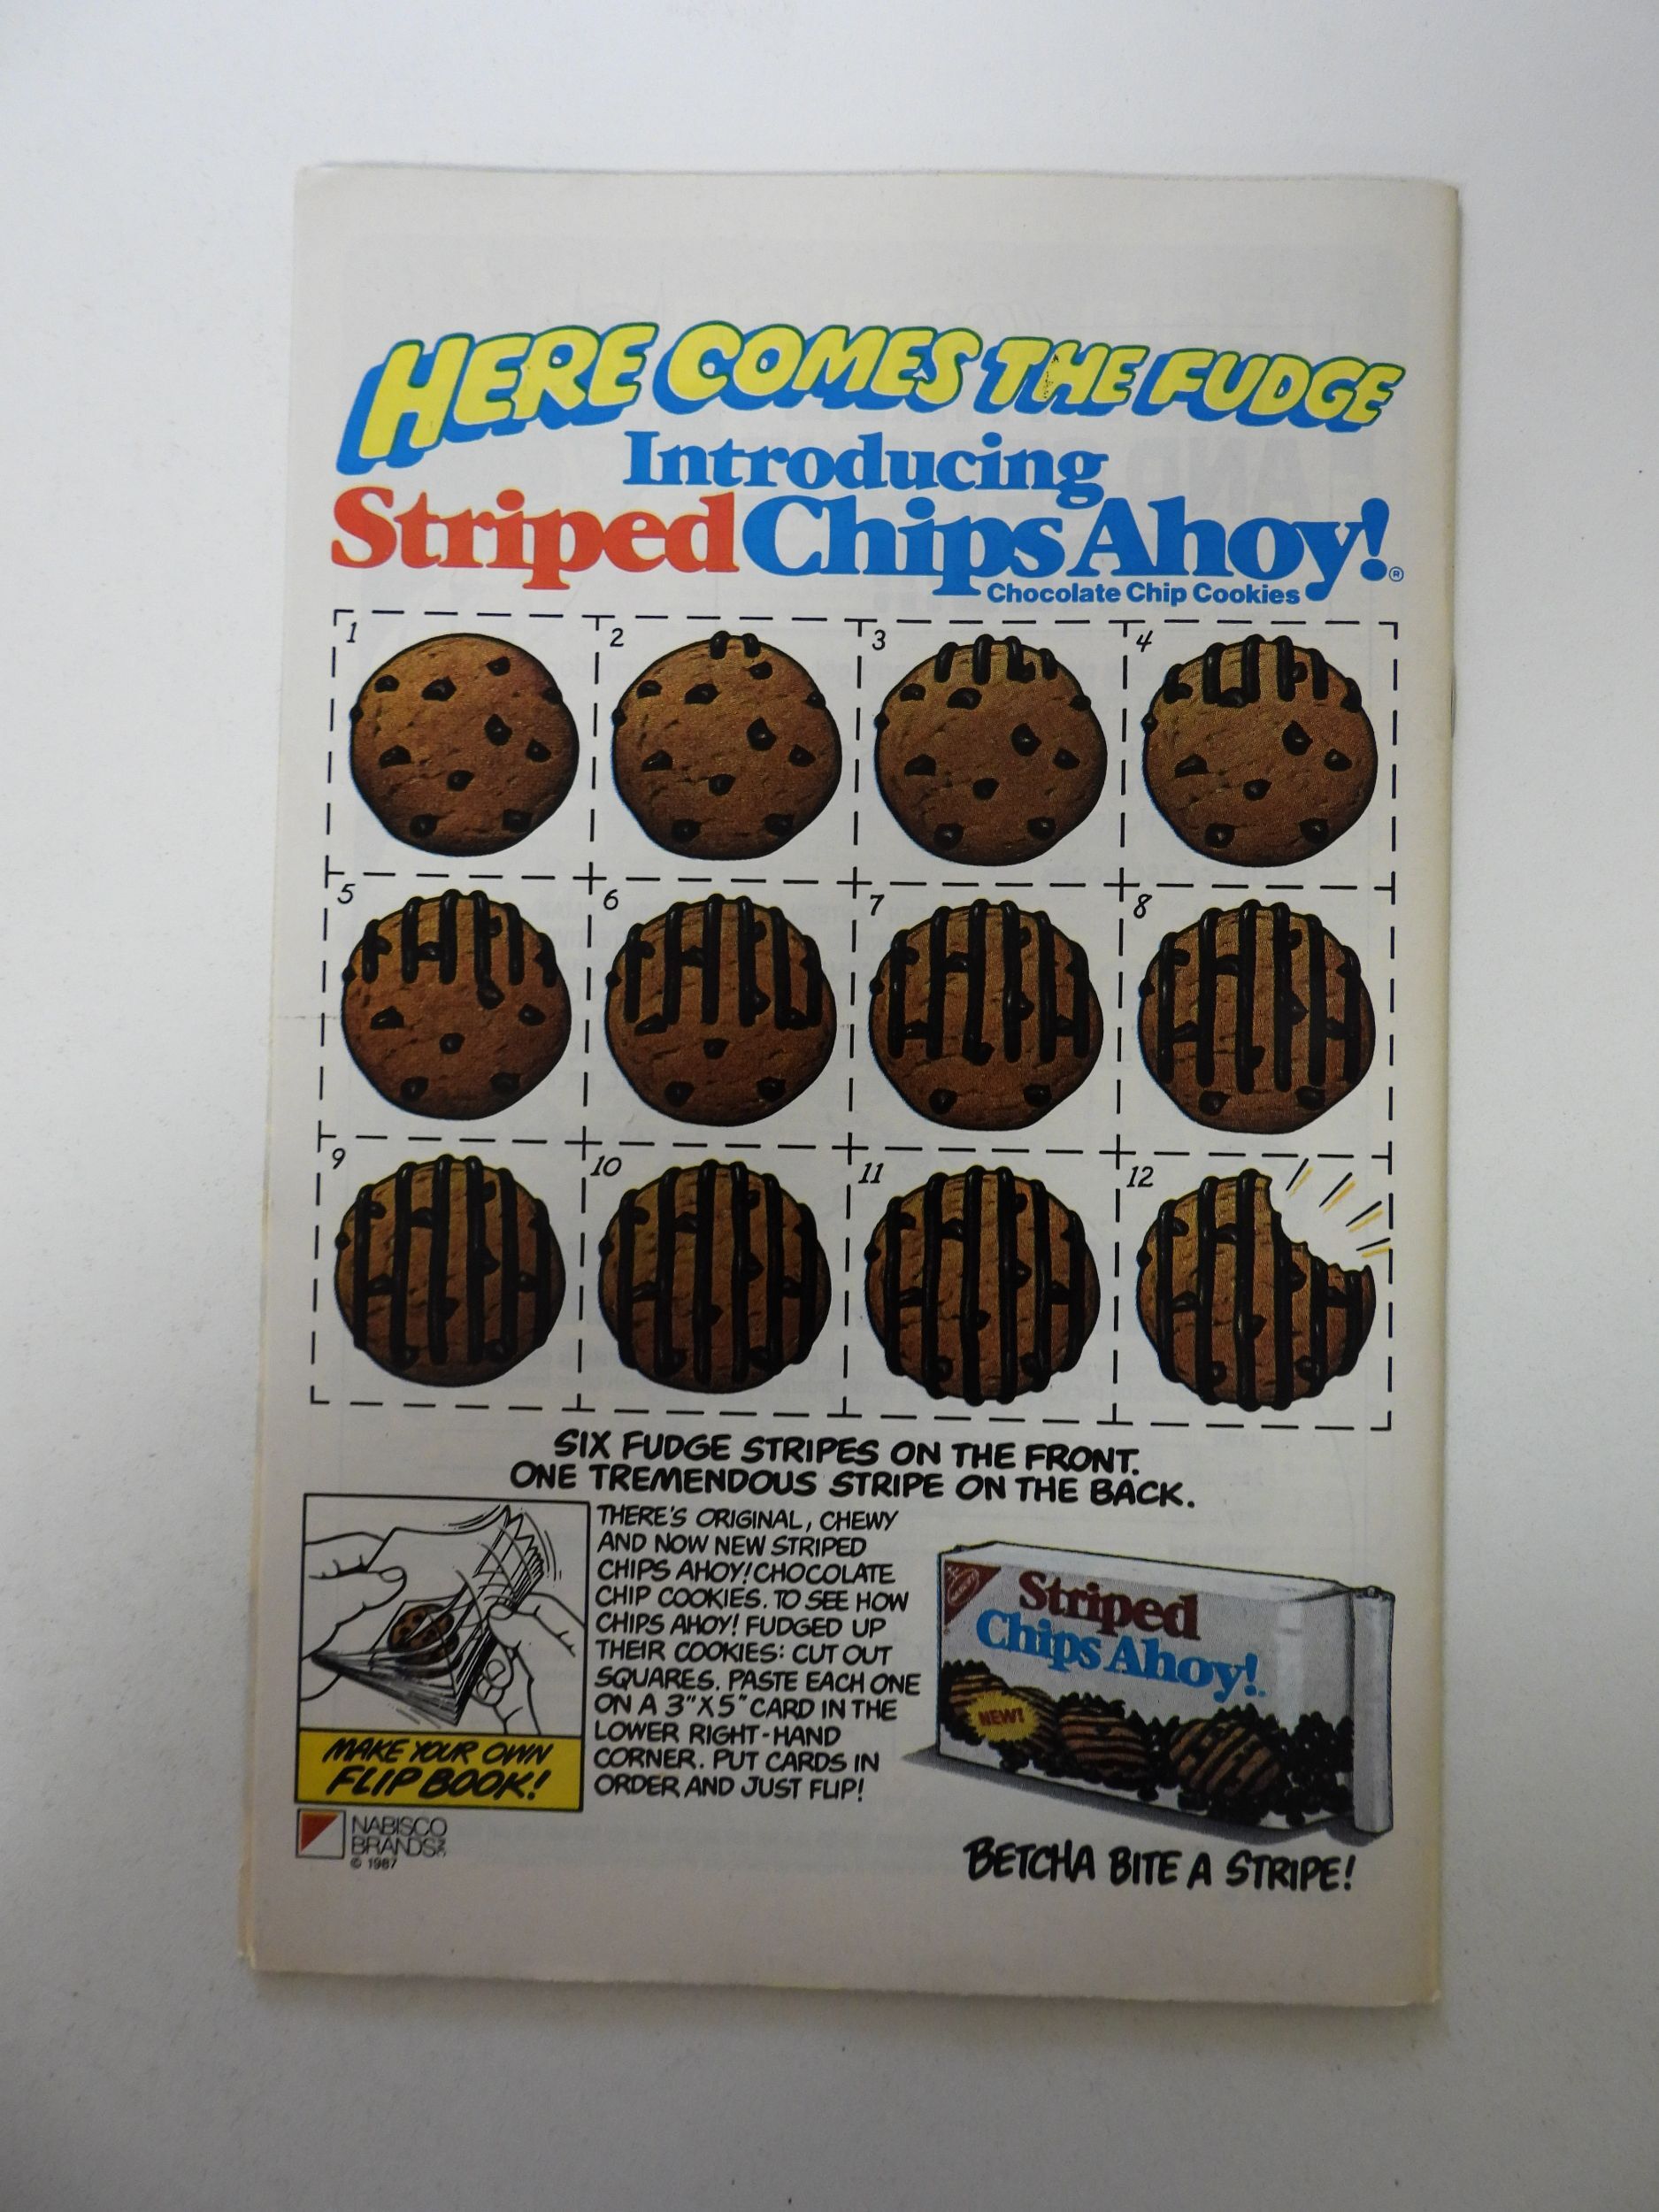 HERE COMES THE FUDGE
Introducing
Striped Chips Ahoy!®
Chocolate Chip Cookies
1
2
3
4
5
6
7
8
9
10
11
12
SIX FUDGE STRIPES ON THE FRONT.
ONE TREMENDOUS STRIPE ON THE BACK.
THERE'S ORIGINAL, CHEWY
AND NOW NEW STRIPED
CHIPS AHOY! CHOCOLATE
CHIP COOKIES. TO SEE HOW
CHIPS AHOY! FUDGED UP
THEIR COOKIES: CUT OUT
SQUARES. PASTE EACH ONE
ON A 3"X5" CARD IN THE
LOWER RIGHT-HAND
CORNER. PUT CARDS IN
ORDER AND JUST FLIP!
MAKE YOUR OWN
FLIP BOOK!
NABISCO
BRANDS INC
© 1987
Striped
Chips Ahoy!
NEW!
BETCHA BITE A STRIPE!